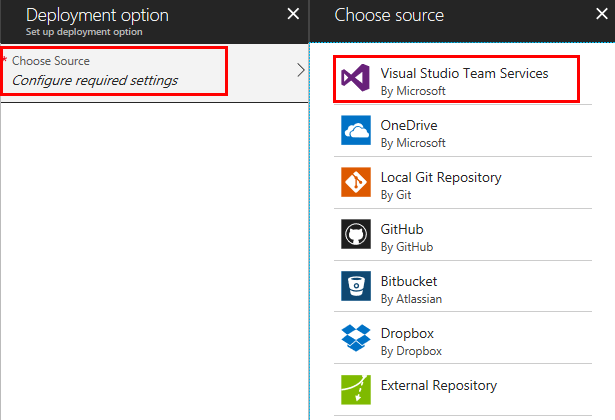 Deployment option
Set up deployment option
* Choose Source
Configure required settings
Choose source
Visual Studio Team Services
By Microsoft
OneDrive
By Microsoft
Local Git Repository
By Git
GitHub
By GitHub
Bitbucket
By Atlassian
Dropbox
By Dropbox
External Repository